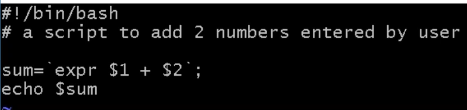 #!/bin/bash
# a script to add 2 numbers entered by user
sum=`expr $1 + $2`;
echo $sum
~